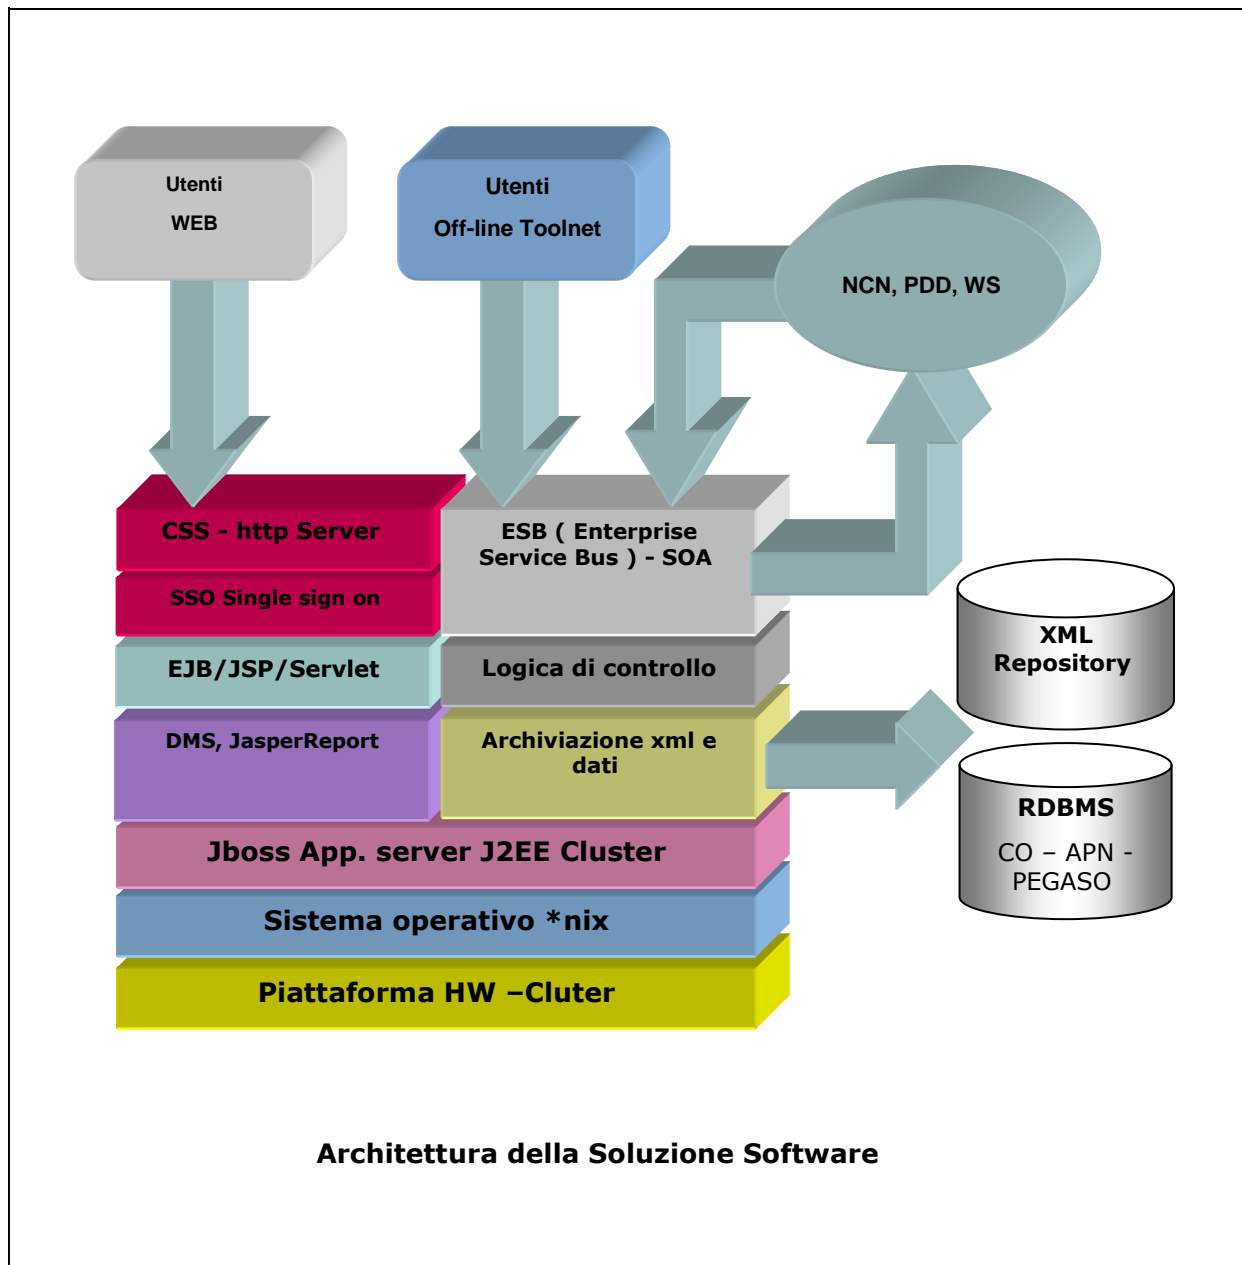 Utenti
WEB
Utenti
Off-line Toolnet
NCN, PDD, WS
CSS - http Server
ESB ( Enterprise
Service Bus ) - SOA
SSO Single sign on
EJB/JSP/Servlet
Logica di controllo
DMS, JasperReport
Archiviazione xml e
dati
XML
Repository
RDBMS
CO – APN -
PEGASO
Jboss App. server J2EE Cluster
Sistema operativo *nix
Piattaforma HW –Cluter
Architettura della Soluzione Software